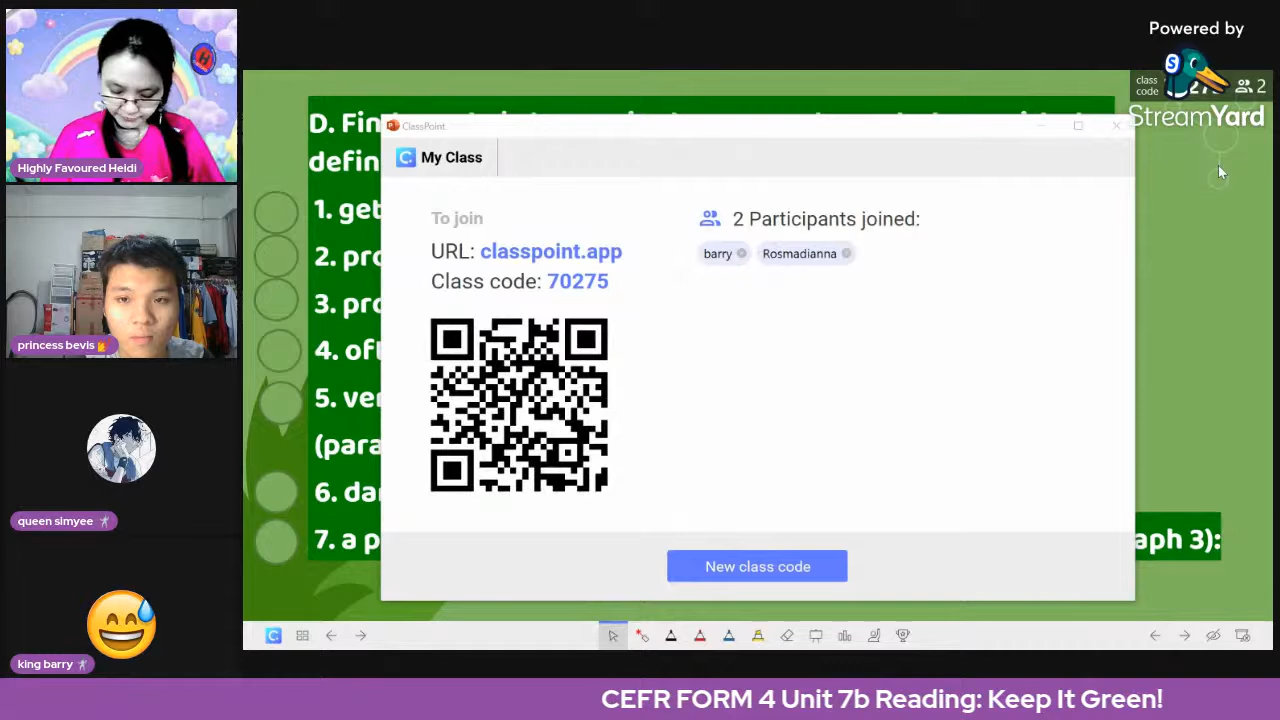 Powered by
StreamYard
class
code
2
D. Fin
defin
1. get
2. pro
3. pro
4. oft
5. ver
(para
6. dar
7. a p
aph 3):
ClassPoint
My Class
To join
URL: classpoint.app
Class code: 70275
2 Participants joined:
barry
Rosmadianna
New class code
Highly Favoured Heidi
princess bevis
queen simyee
king barry
CEFR FORM 4 Unit 7b Reading: Keep It Green!